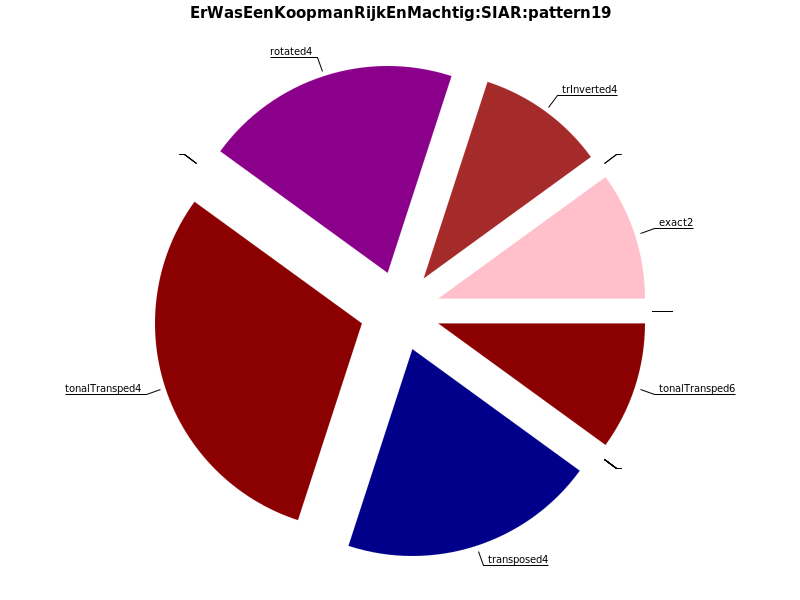 ErWasEenKoopmanRijkEnMachtig:SIAR:pattern19
rotated4
trInverted4
exact2
tonalTransped4
tonalTransped6
transposed4